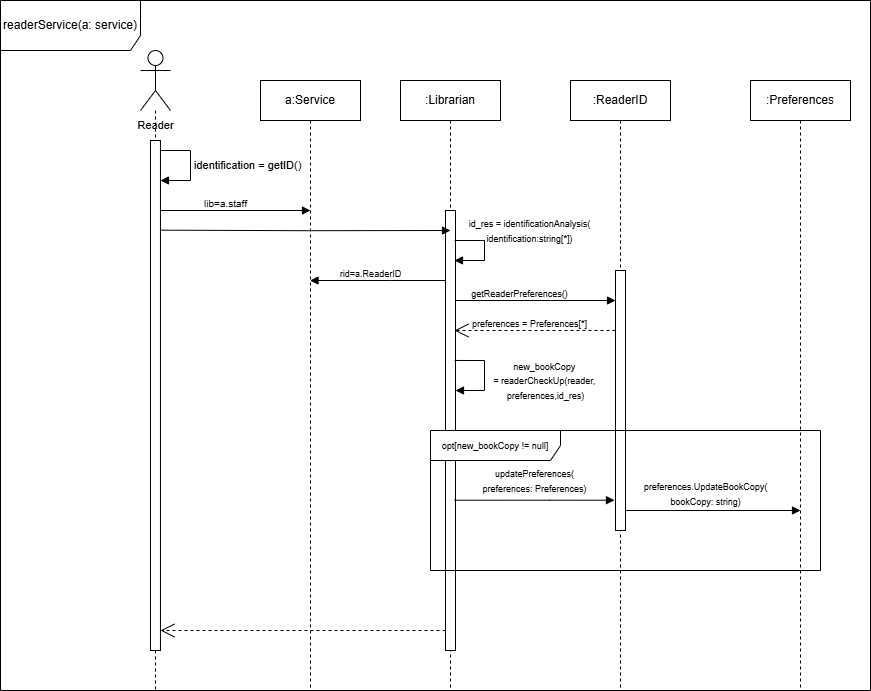 readerService(a: service)
a:Service
:Librarian
:ReaderID
:Preferences
Reader
identification = getID()
lib=a.staff
id_res = identificationAnalysis(
identification:string[*])
rid=a.ReaderID
getReaderPreferences()
preferences = Preferences[*]
new_bookCopy
= readerCheckUp(reader,
preferences,id_res)
opt[new_bookCopy != null]
updatePreferences(
preferences: Preferences)
preferences.UpdateBookCopy(
bookCopy: string)